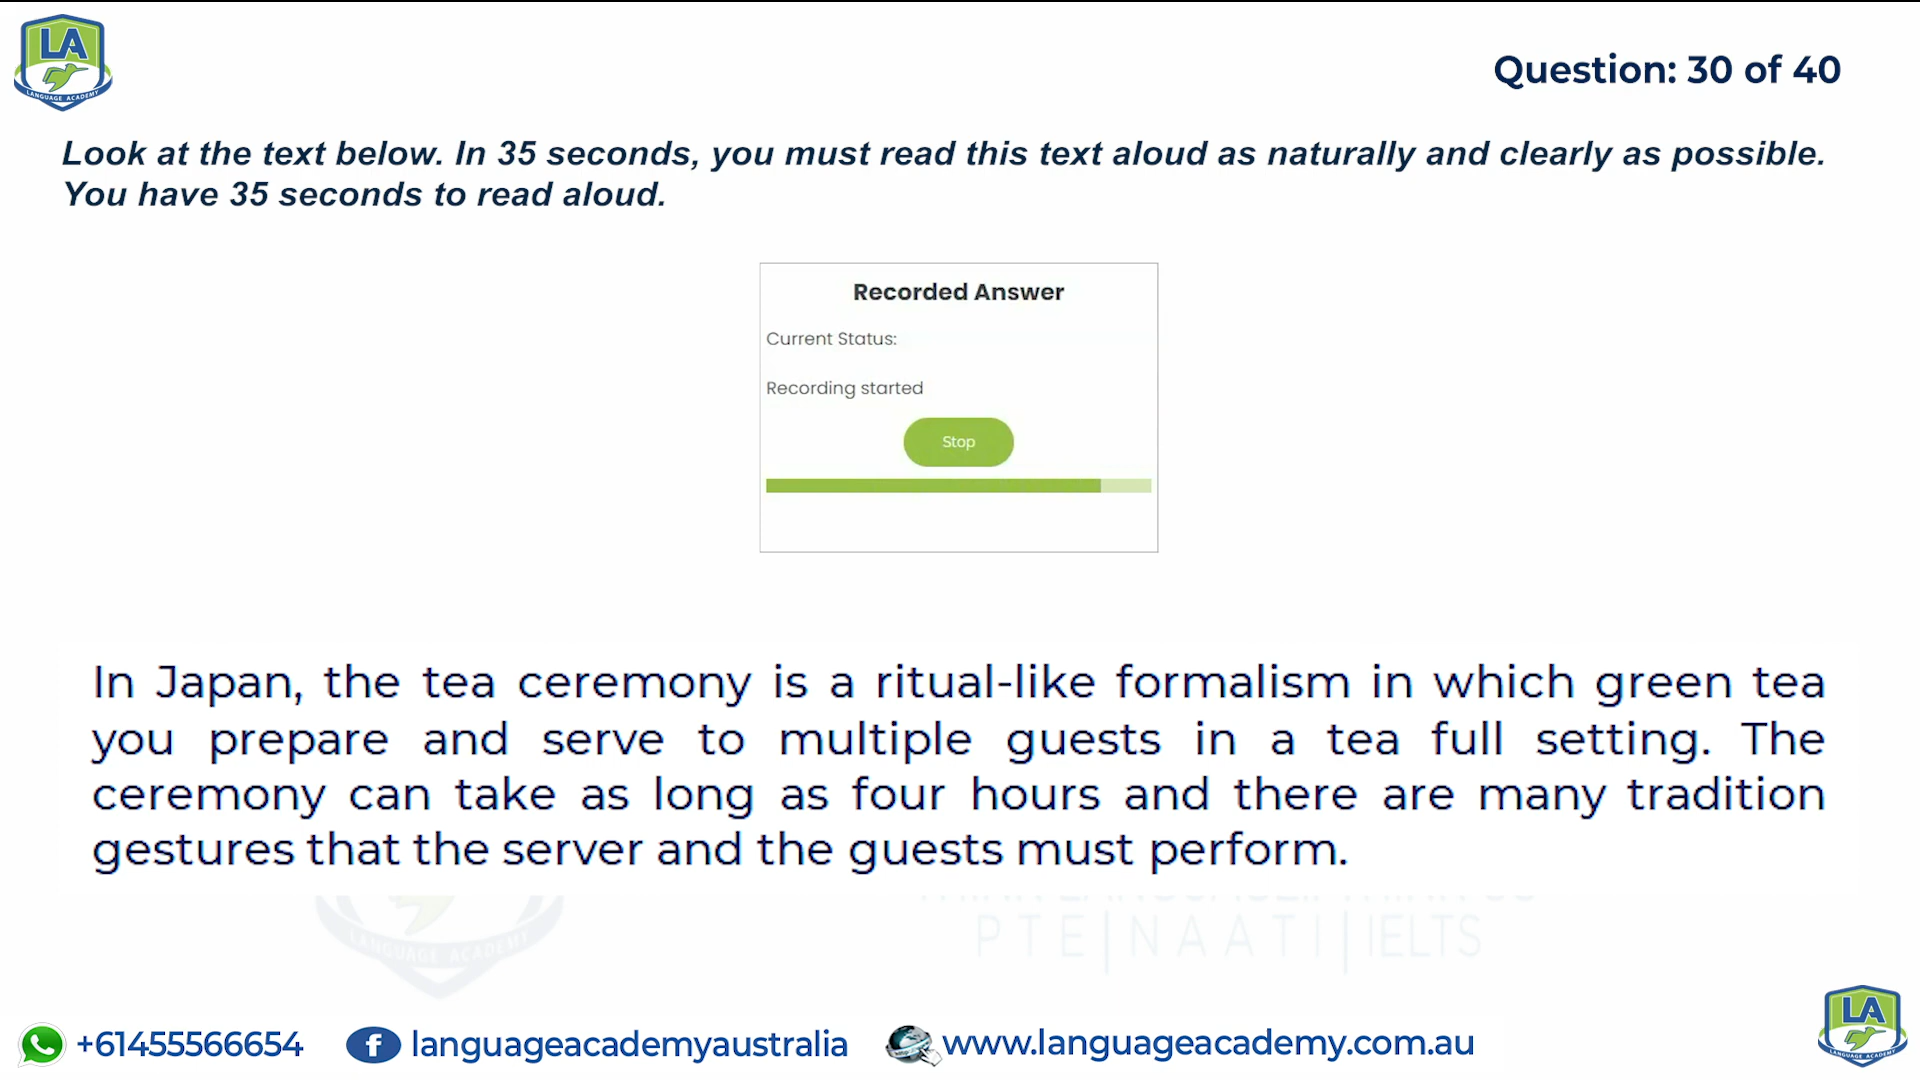 LA
LANGUAGE ACADEMY
Question: 30 of 40
Look at the text below. In 35 seconds, you must read this text aloud as naturally and clearly as possible.
You have 35 seconds to read aloud.
Recorded Answer
Current Status:
Recording started
Stop
In Japan, the tea ceremony is a ritual-like formalism in which green tea
you prepare and serve to multiple guests in a tea full setting. The
ceremony can take as long as four hours and there are many tradition
gestures that the server and the guests must perform.
LANGUAGE ACADEMY
PTE|NAATI|IELTS
+61455566654
languageacademyaustralia
www.languageacademy.com.au
LA
LANGUAGE ACADEMY